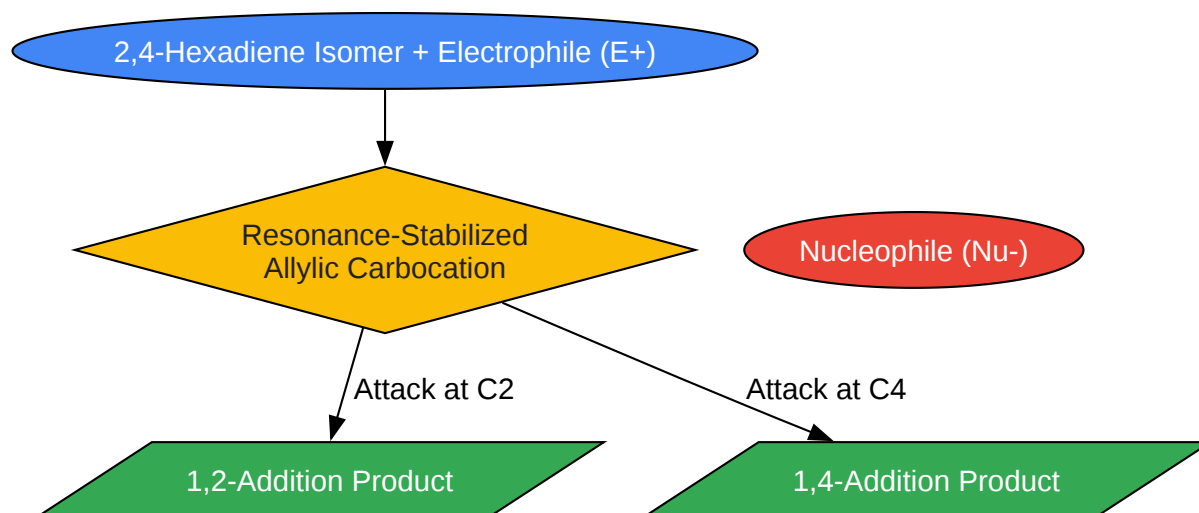 2,4-Hexadiene Isomer + Electrophile (E+)
Resonance-Stabilized
Allylic Carbocation
Nucleophile (Nu-)
Attack at C2
Attack at C4
1,2-Addition Product
1,4-Addition Product